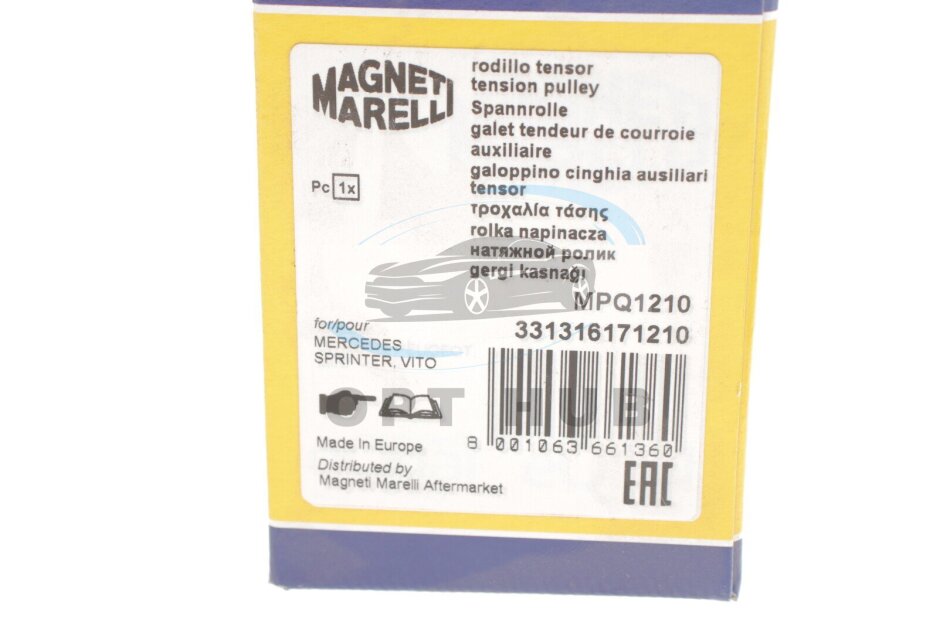 MAGNETI
MARELLI
rodillo tensor
tension pulley
Spannrolle
galet tendeur de courroie
auxiliaire
galoppino cinghia ausiliari
tensor
τροχαλία τάσης
rolka napinacza
натяжной ролик
gergi kasnağı
Pc 1x
MPQ1210
331316171210
for/pour
MERCEDES
SPRINTER, VITO
OPT HUB
8 001063 661360
Made In Europe
Distributed by
Magneti Marelli Aftermarket
EAC